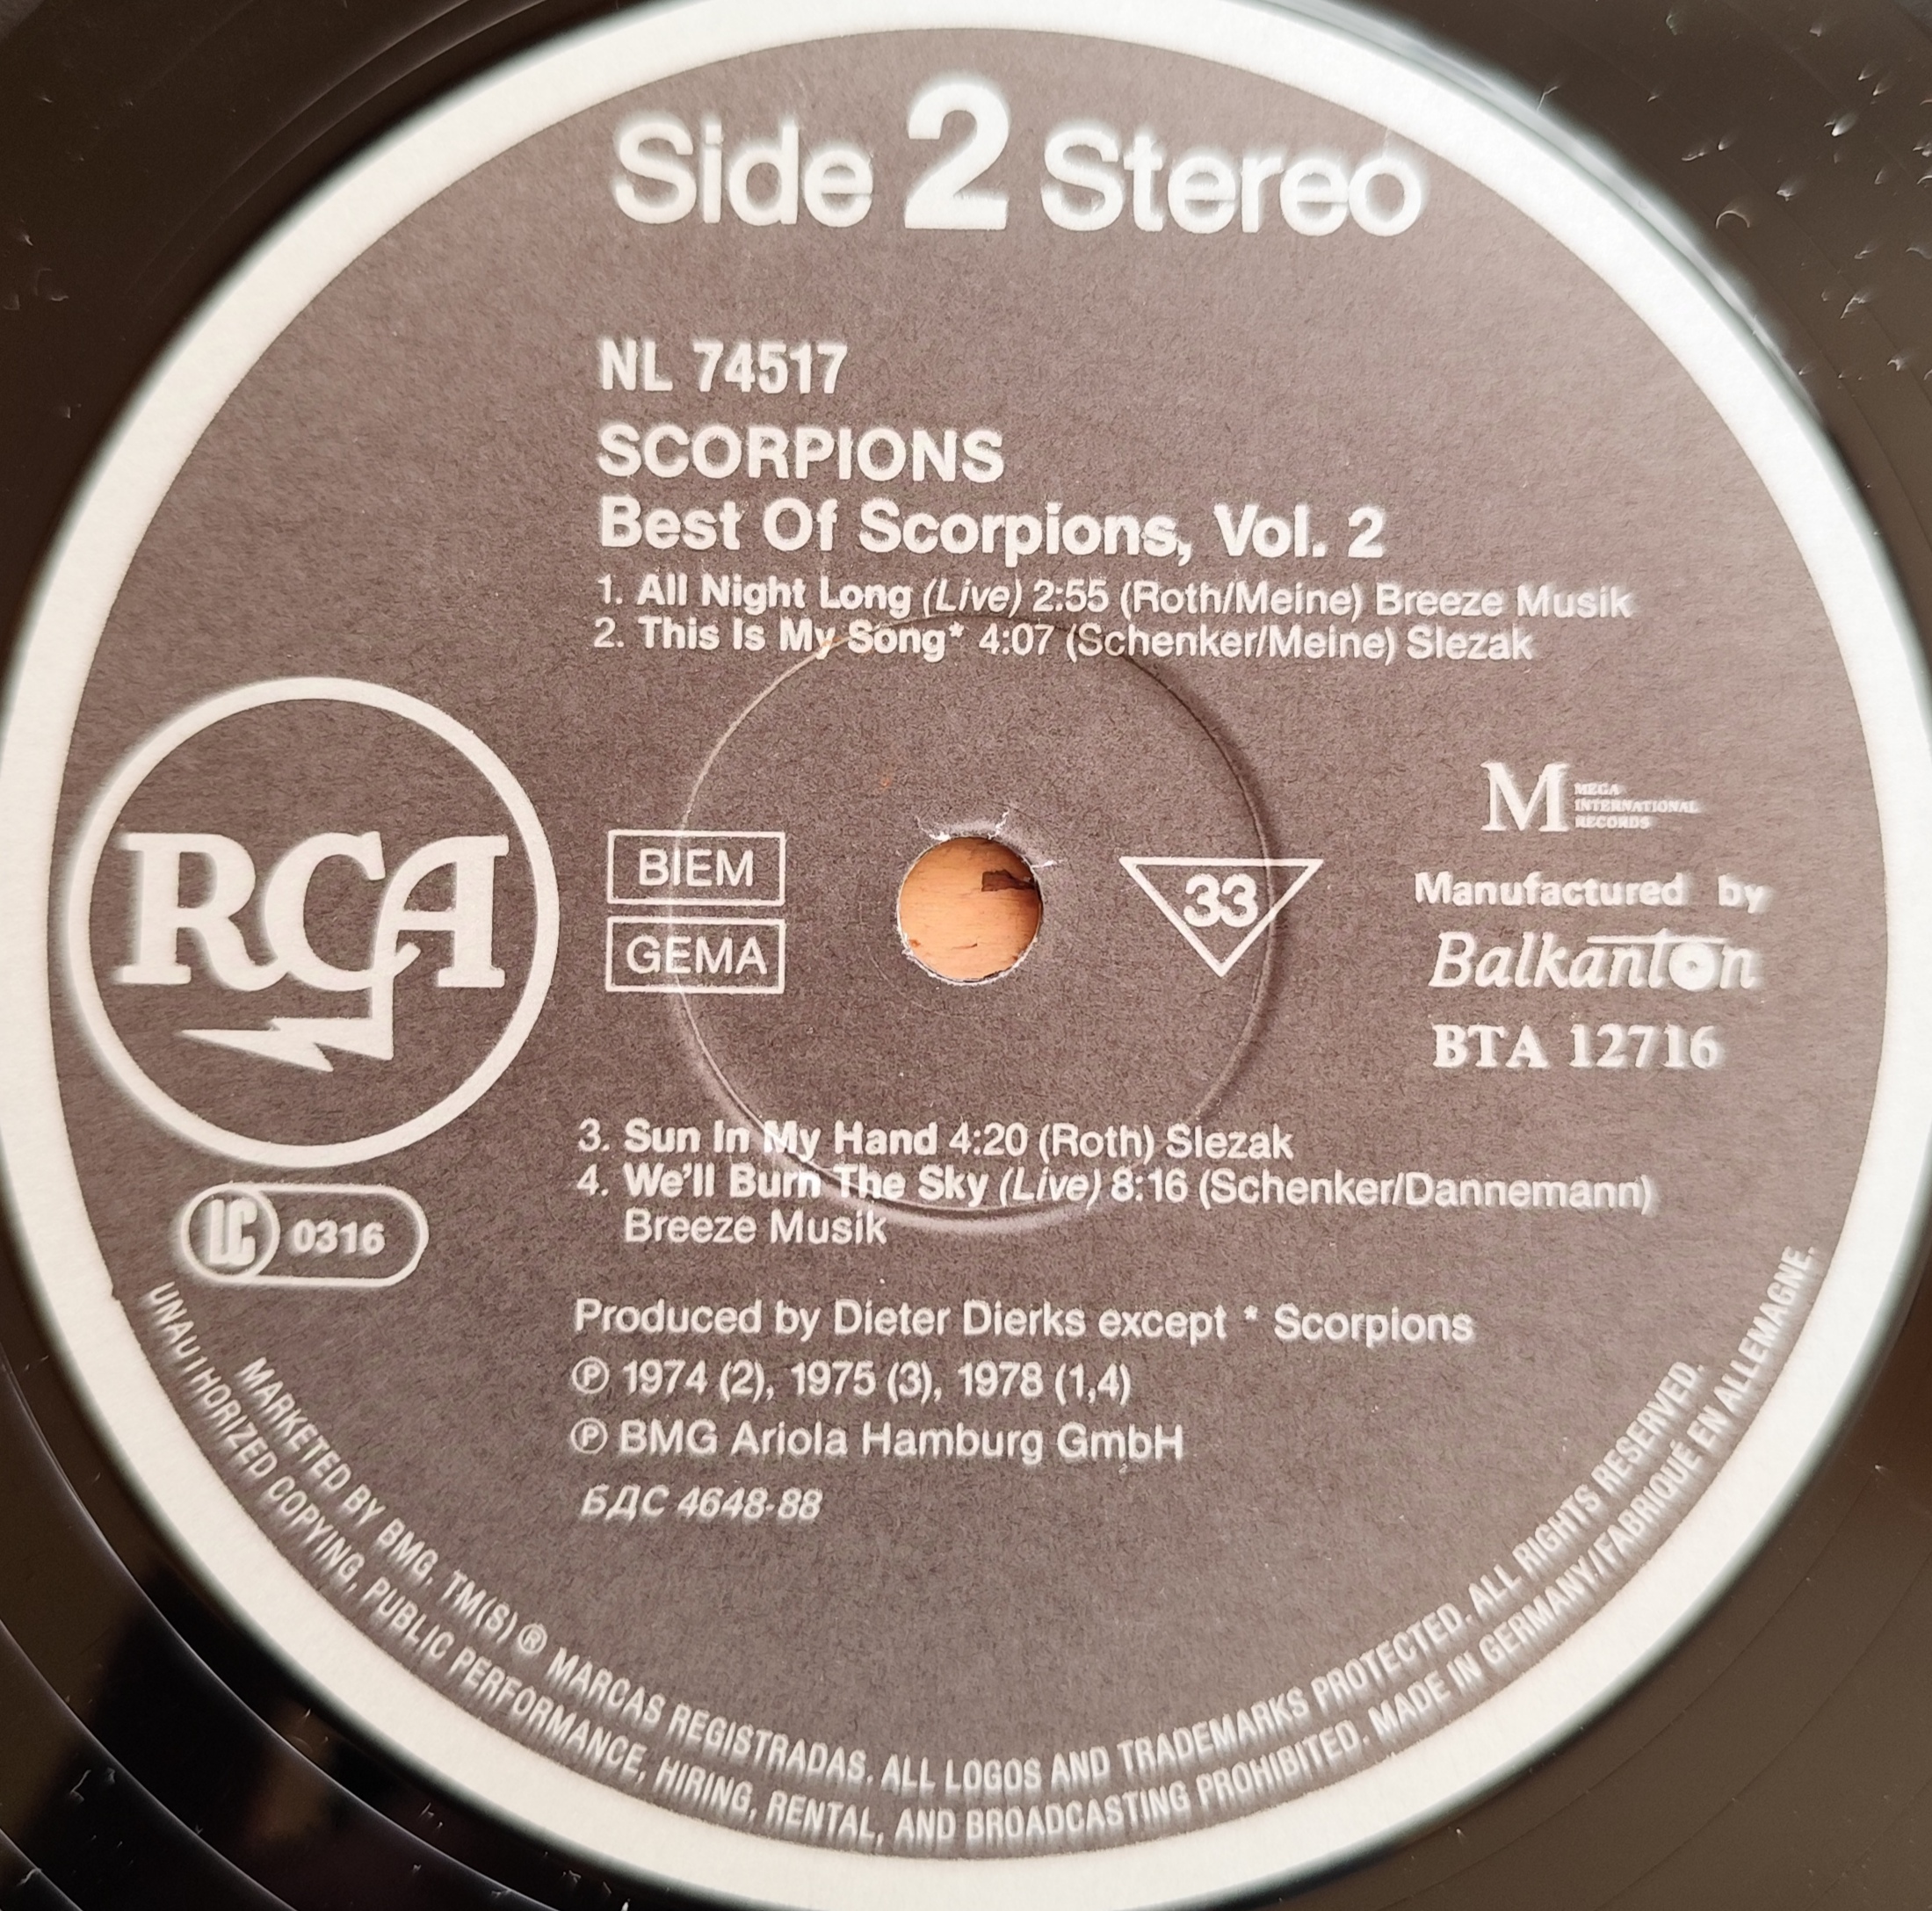 Side 2 Stereo
NL 74517
SCORPIONS
Best Of Scorpions, Vol. 2
1. All Night Long (Live) 2:55 (Roth/Meine) Breeze Musik
2. This Is My Song* 4:07 (Schenker/Meine) Slezak
RCA
BIEM
GEMA
33
M MEGA
INTERNATIONAL
RECORDS
Manufactured by
Balkanton
BTA 12716
3. Sun In My Hand 4:20 (Roth) Slezak
4. We'll Burn The Sky (Live) 8:16 (Schenker/Dannemann)
Breeze Musik
LC 0316
Produced by Dieter Dierks except * Scorpions
℗ 1974 (2), 1975 (3), 1978 (1,4)
℗ BMG Ariola Hamburg GmbH
БДС 4648-88
MARKETED BY BMG. TM(S) ® MARCAS REGISTRADAS. ALL LOGOS AND TRADEMARKS PROTECTED. ALL RIGHTS RESERVED.
UNAUTHORIZED COPYING, PUBLIC PERFORMANCE, HIRING, RENTAL, AND BROADCASTING PROHIBITED. MADE IN GERMANY/FABRIQUÉ EN ALLEMAGNE.